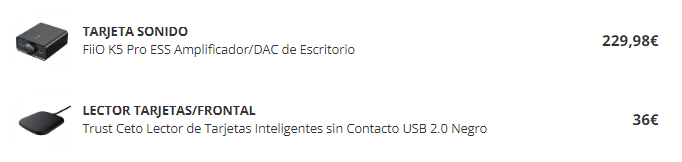 TARJETA SONIDO
FiiO K5 Pro ESS Amplificador/DAC de Escritorio
229,98€
LECTOR TARJETAS/FRONTAL
Trust Ceto Lector de Tarjetas Inteligentes sin Contacto USB 2.0 Negro
36€